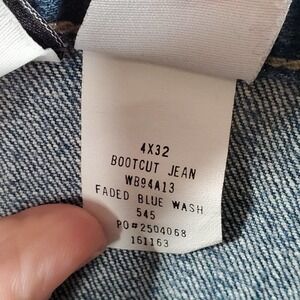 4X32
BOOTCUT JEAN
WB94A13
FADED BLUE WASH
545
PO#2504068
161163